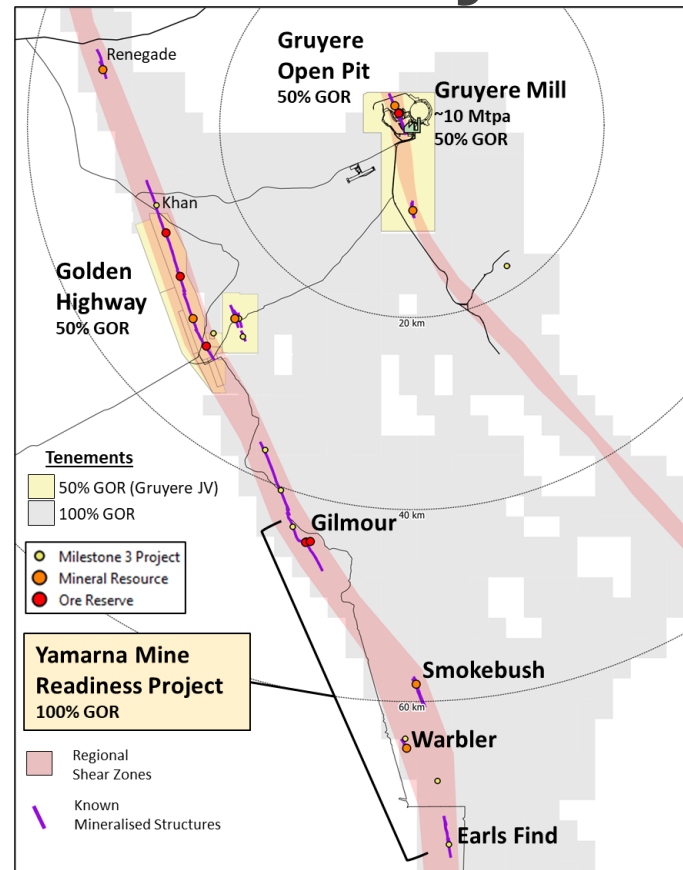 Renegade
Gruyere
Open Pit
50% GOR
Gruyere Mill
~10 Mtpa
50% GOR
Khan
Golden
Highway
50% GOR
20 km
Tenements
50% GOR (Gruyere JV)
100% GOR
40 km
Gilmour
Milestone 3 Project
Mineral Resource
Ore Reserve
Yamarna Mine
Readiness Project
100% GOR
Smokebush
60 km
Warbler
Regional
Shear Zones
Known
Mineralised Structures
Earls Find